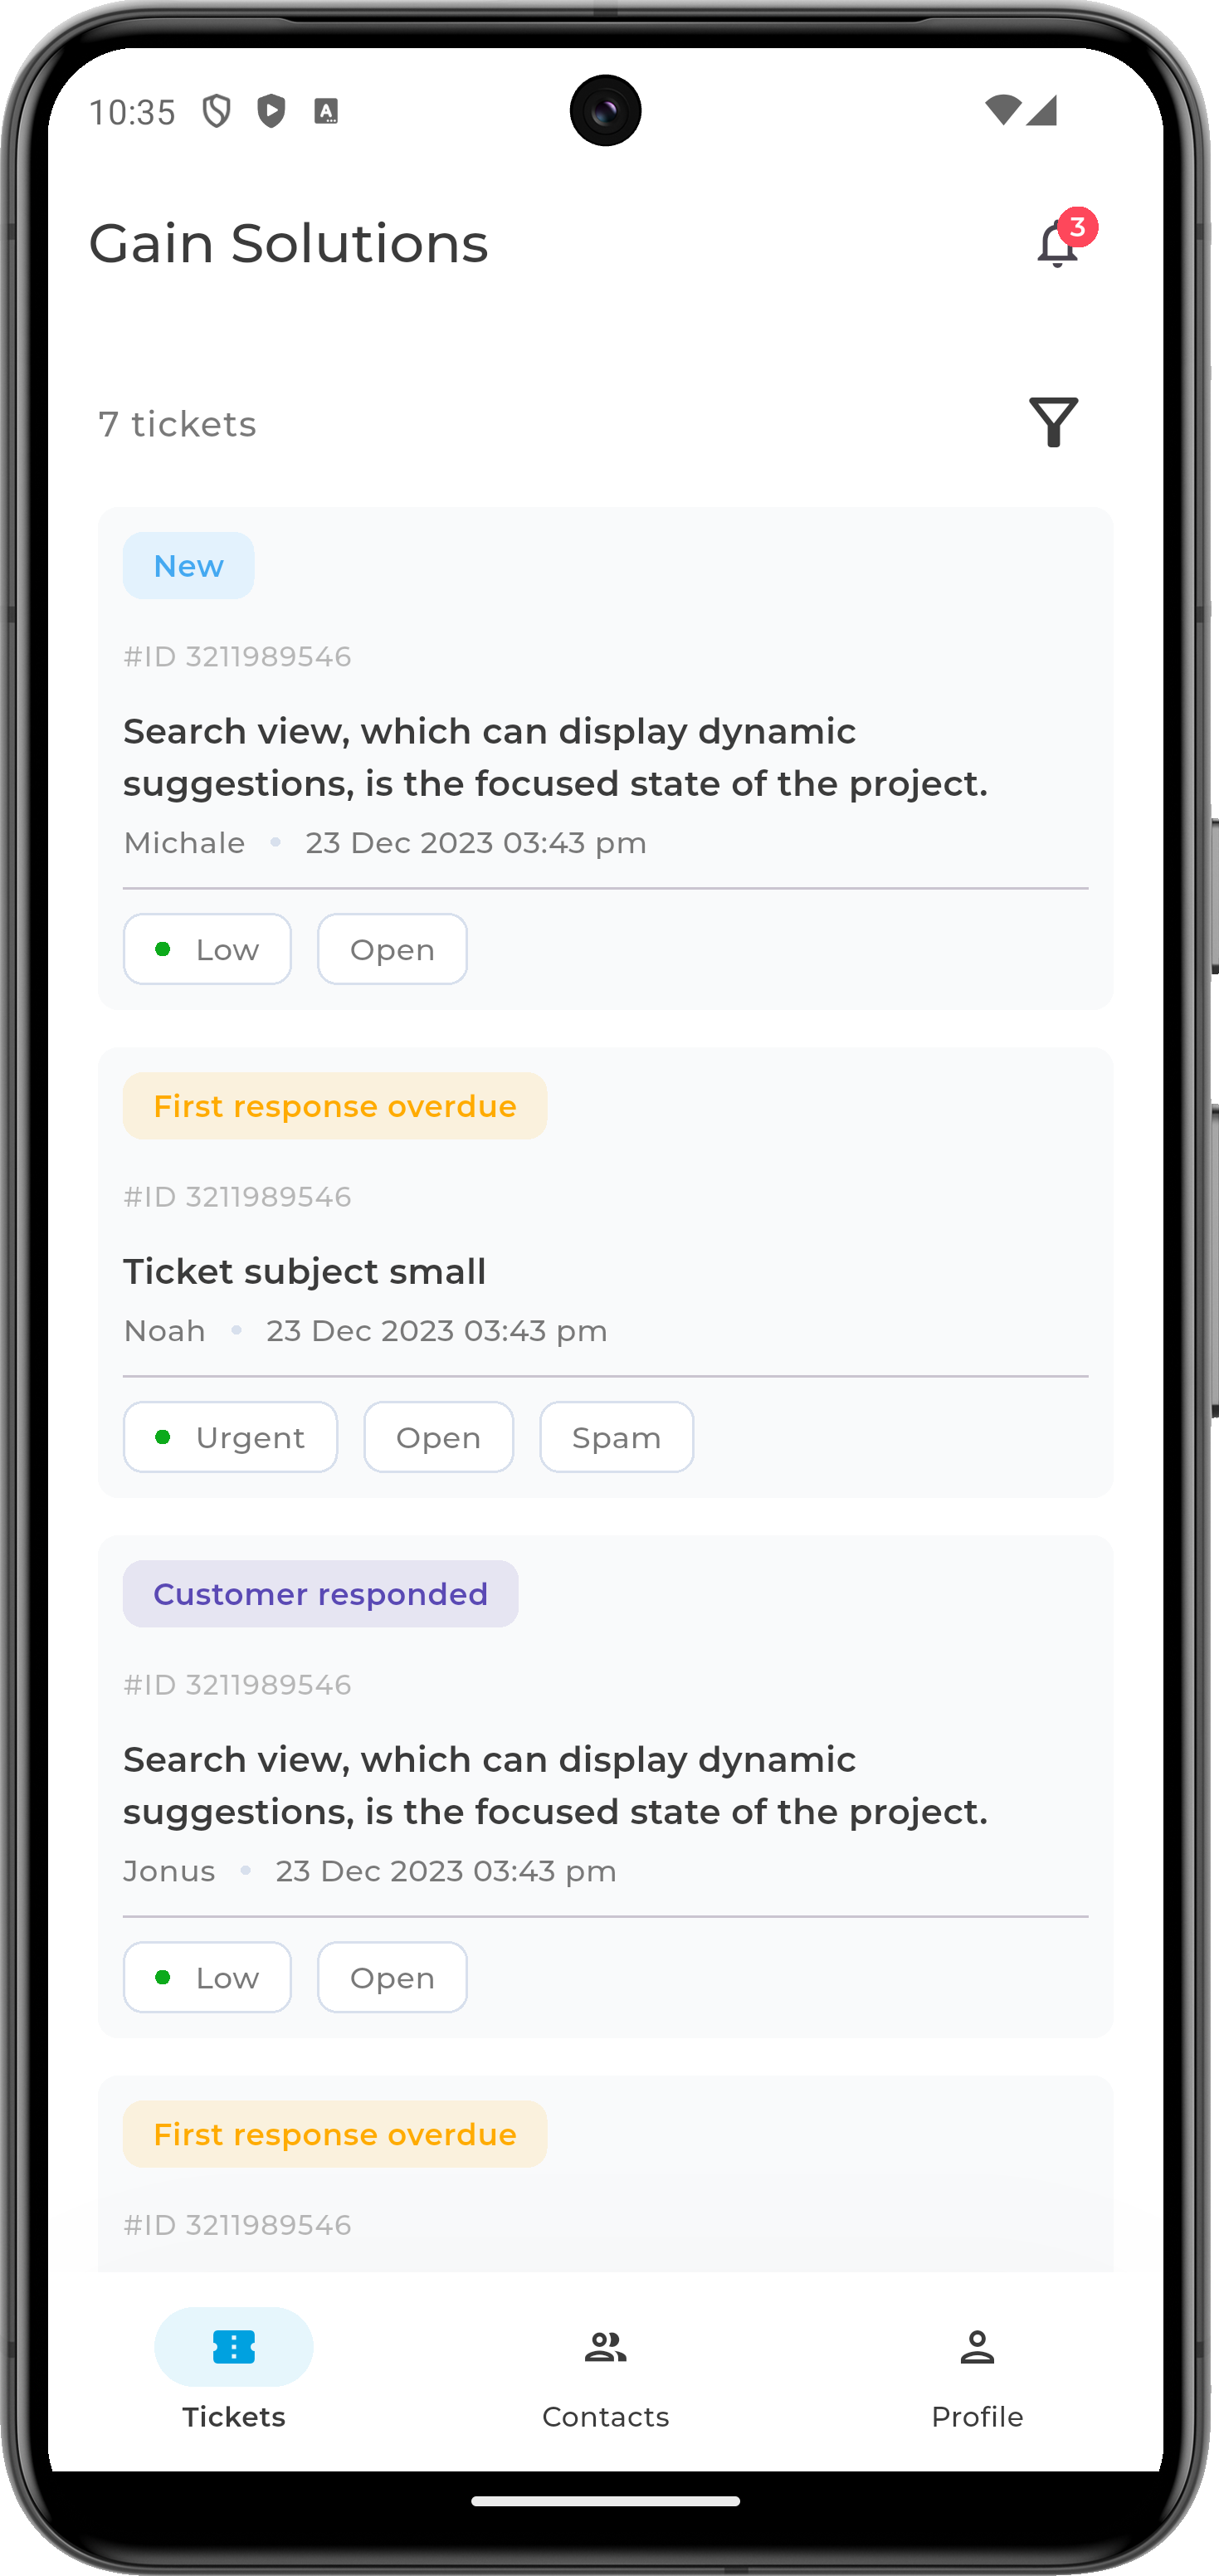 10:35
Gain Solutions
3
7 tickets
New
#ID 3211989546
Search view, which can display dynamic
suggestions, is the focused state of the project.
Michale • 23 Dec 2023 03:43 pm
Low Open
First response overdue
#ID 3211989546
Ticket subject small
Noah • 23 Dec 2023 03:43 pm
Urgent Open Spam
Customer responded
#ID 3211989546
Search view, which can display dynamic
suggestions, is the focused state of the project.
Jonus • 23 Dec 2023 03:43 pm
Low Open
First response overdue
#ID 3211989546
Tickets Contacts Profile